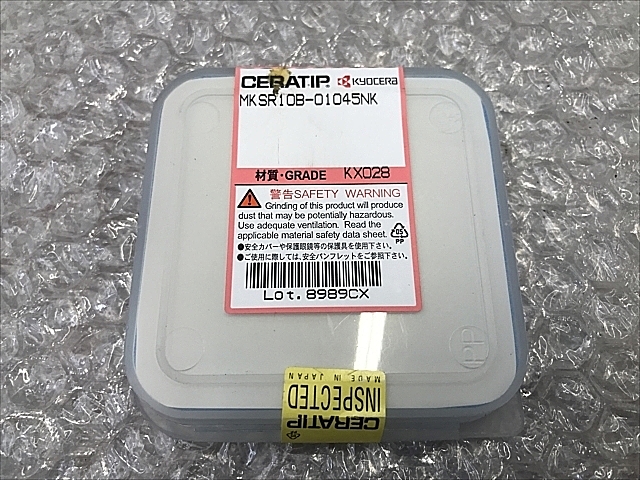 CERATIP KYOCERA
MKSR10B-01045NK
材質・GRADE KX028
警告SAFETY WARNING
Grinding of this product will produce
dust that may be potentially hazardous.
Use adequate ventilation. Read the
applicable material safety data sheet.
05
PP
●安全カバーや保護眼鏡等の保護具を使用下さい。
●ご使用に際しては、安全パンフレットをご参照下さい。
Lot.8989CX
PP
MADE IN JAPAN
INSPECTED
CERATIP